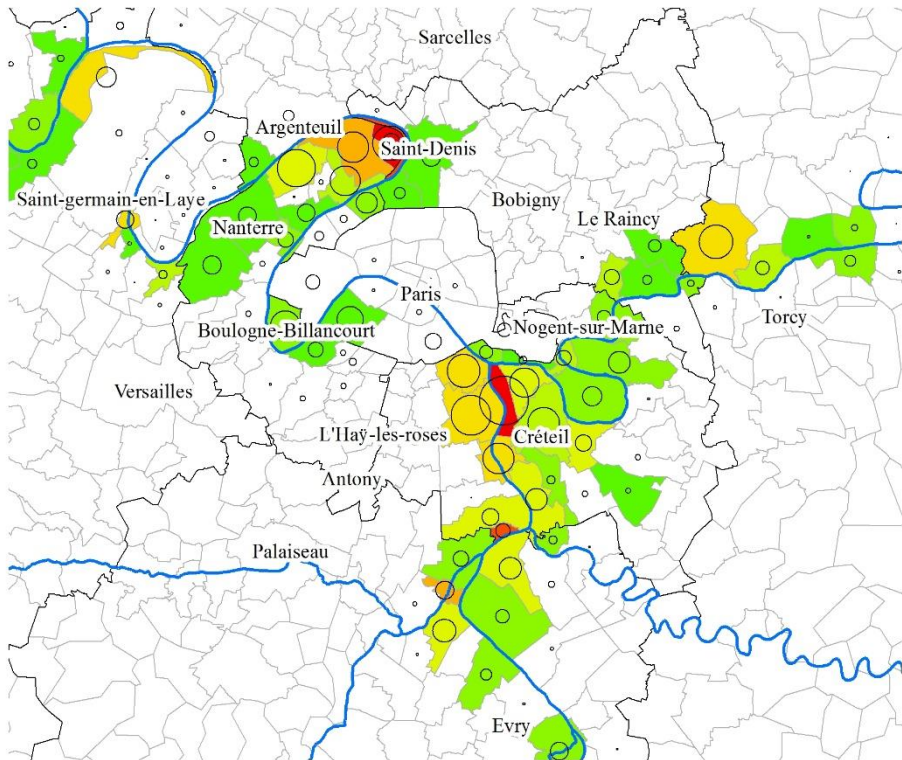 Sarcelles
Argenteuil
Saint-Denis
Saint-germain-en-Laye
Bobigny
Le Raincy
Nanterre
Paris
Torcy
Boulogne-Billancourt
Nogent-sur-Marne
Versailles
L'Haÿ-les-roses
Créteil
Antony
Palaiseau
Evry